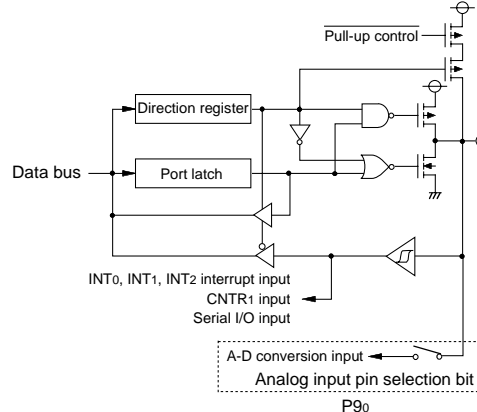 Pull-up control
Direction register
Data bus
Port latch
INT0, INT1, INT2 interrupt input
CNTR1 input
Serial I/O input
A-D conversion input
Analog input pin selection bit
P90